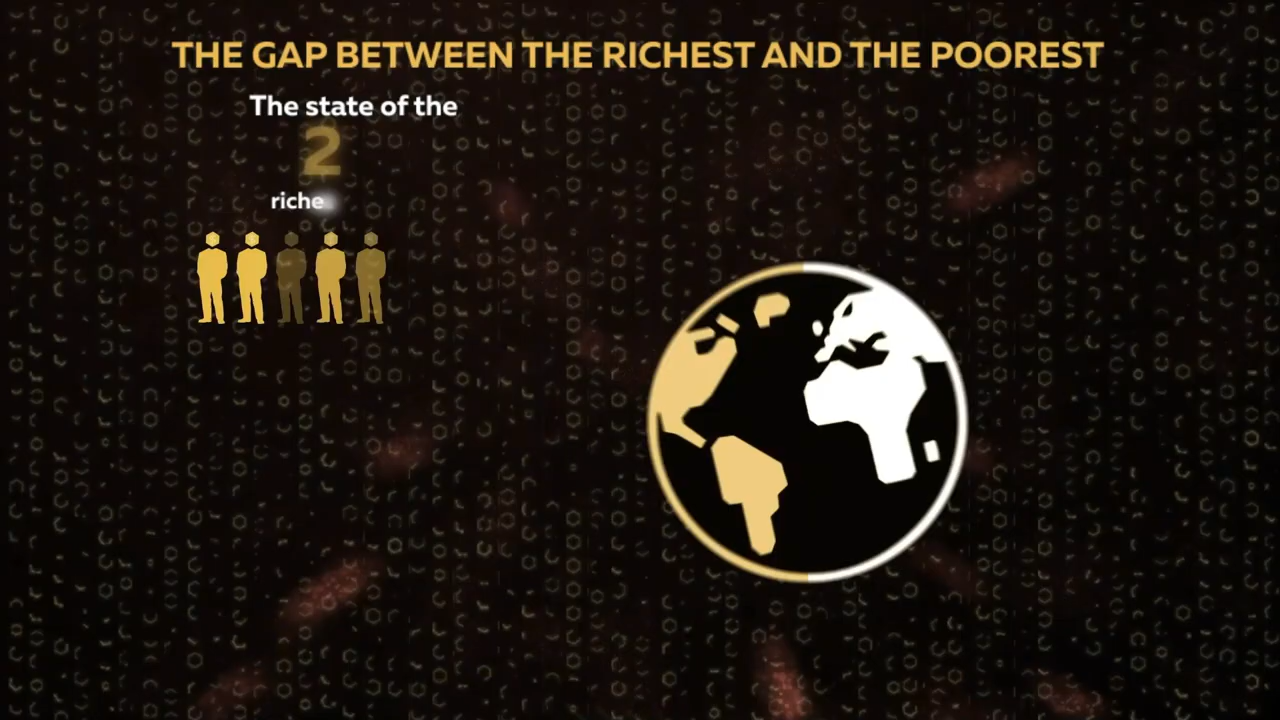 THE GAP BETWEEN THE RICHEST AND THE POOREST
The state of the
2
riche